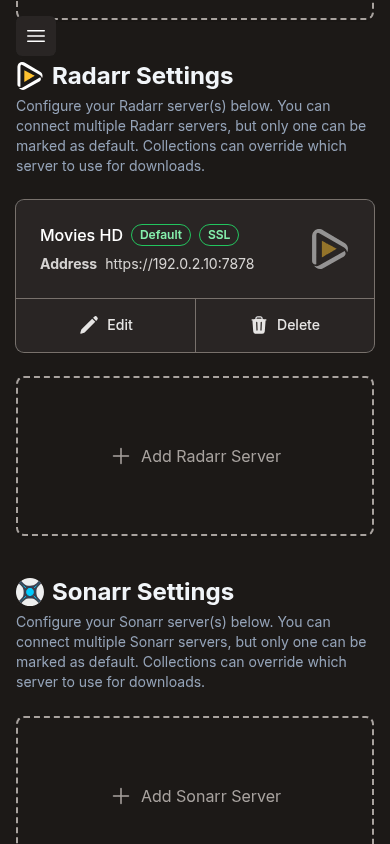 Radarr Settings
Configure your Radarr server(s) below. You can
connect multiple Radarr servers, but only one can be
marked as default. Collections can override which
server to use for downloads.
Movies HD Default SSL
Address https://192.0.2.10:7878
Edit Delete
Add Radarr Server
Sonarr Settings
Configure your Sonarr server(s) below. You can
connect multiple Sonarr servers, but only one can be
marked as default. Collections can override which
server to use for downloads.
Add Sonarr Server